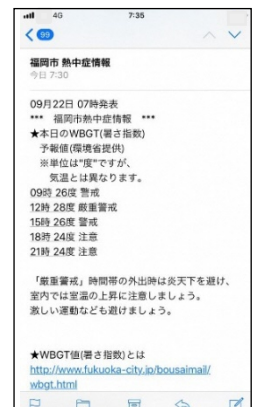 4G 7:35
99
福岡市 熱中症情報
今日 7:30
09月22日 07時発表
*** 福岡市熱中症情報 ***
★本日のWBGT(暑さ指数)
予報値(環境省提供)
※単位は"度"ですが、
気温とは異なります。
09時 26度 警戒
12時 28度 厳重警戒
15時 26度 警戒
18時 24度 注意
21時 24度 注意
「厳重警戒」時間帯の外出時は炎天下を避け、
室内では室温の上昇に注意しましょう。
激しい運動なども避けましょう。
★WBGT値(暑さ指数)とは
http://www.fukuoka-city.jp/bousaimail/
wbgt.html